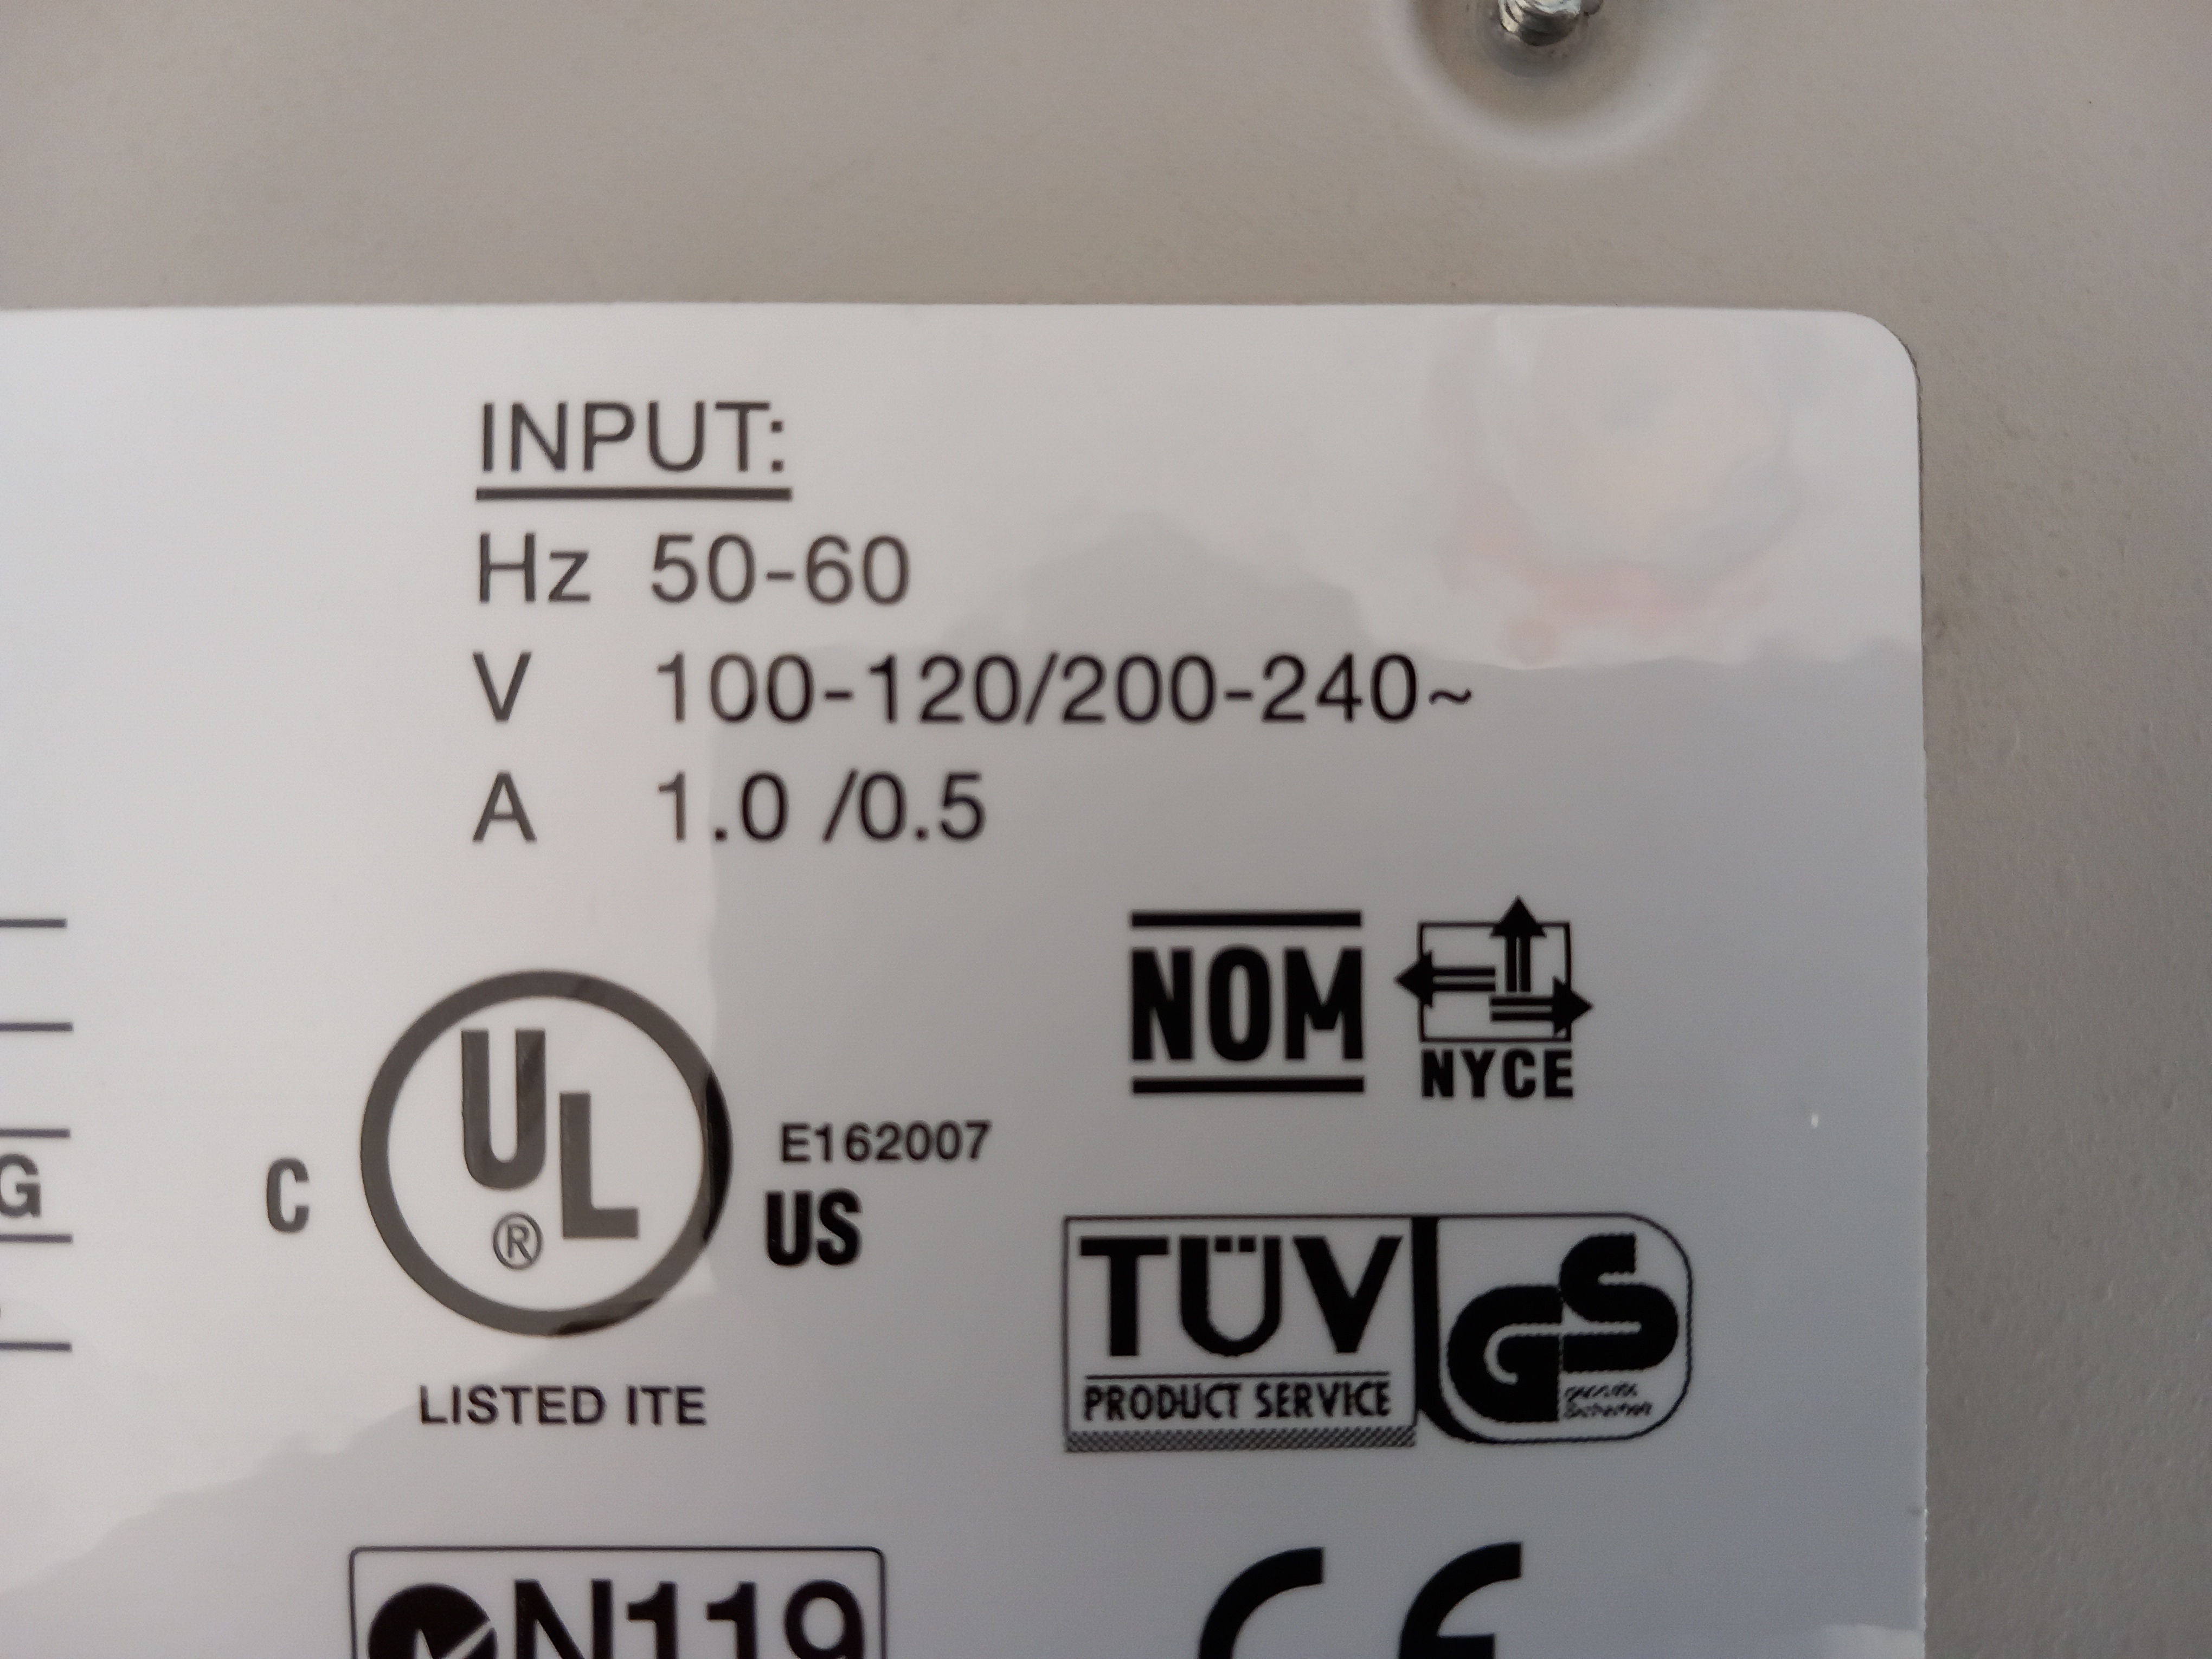 INPUT:
Hz 50-60
V 100-120/200-240~
A 1.0 /0.5
NOM
NYCE
C UL ® US
E162007
LISTED ITE
TÜV
PRODUCT SERVICE
GS
G
N119
CE